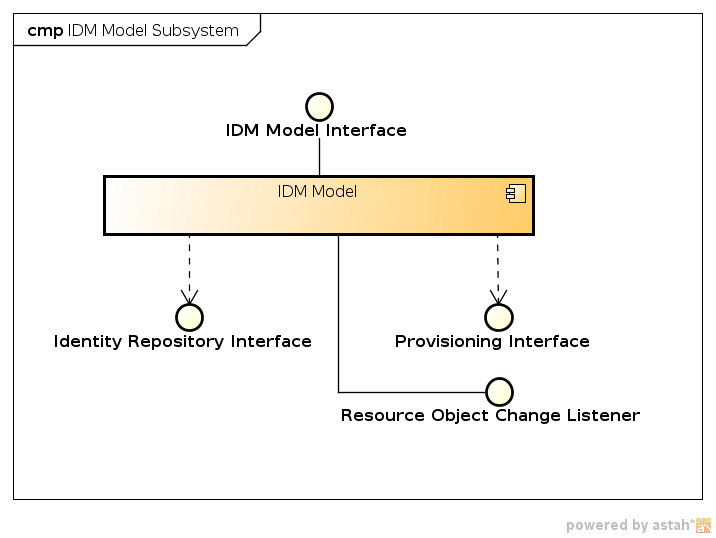 cmp IDM Model Subsystem
IDM Model Interface
IDM Model
Identity Repository Interface
Provisioning Interface
Resource Object Change Listener
powered by astah*